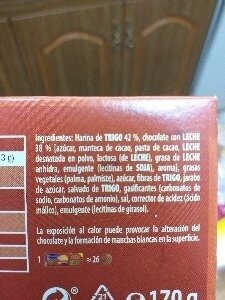 Ingredientes: Harina de TRIGO 42 %, chocolate con LECHE
38 % [azúcar, manteca de cacao, pasta de cacao, LECHE
desnatada en polvo, lactosa (de LECHE), grasa de LECHE
anhidra, emulgente (lecitinas de SOJA), aroma], grasas
vegetales (palma, palmiste), azúcar, fibras de TRIGO, jarabe
de azúcar, salvado de TRIGO, gasificantes (carbonatos de
sodio, carbonatos de amonio), sal, corrector de acidez (ácido
málico), emulgente (lecitinas de girasol).
La exposición al calor puede provocar la alteración del
chocolate y la formación de manchas blancas en la superficie.
3 g)
1 ≈ 26
21
170 g